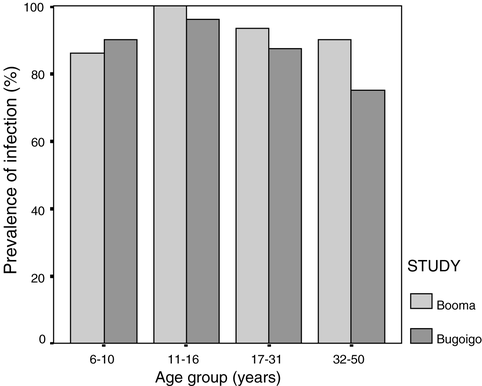 Prevalence of infection (%)
100
80
60
40
20
0
6-10 11-16 17-31 32-50
Age group (years)
STUDY
Booma
Bugoigo